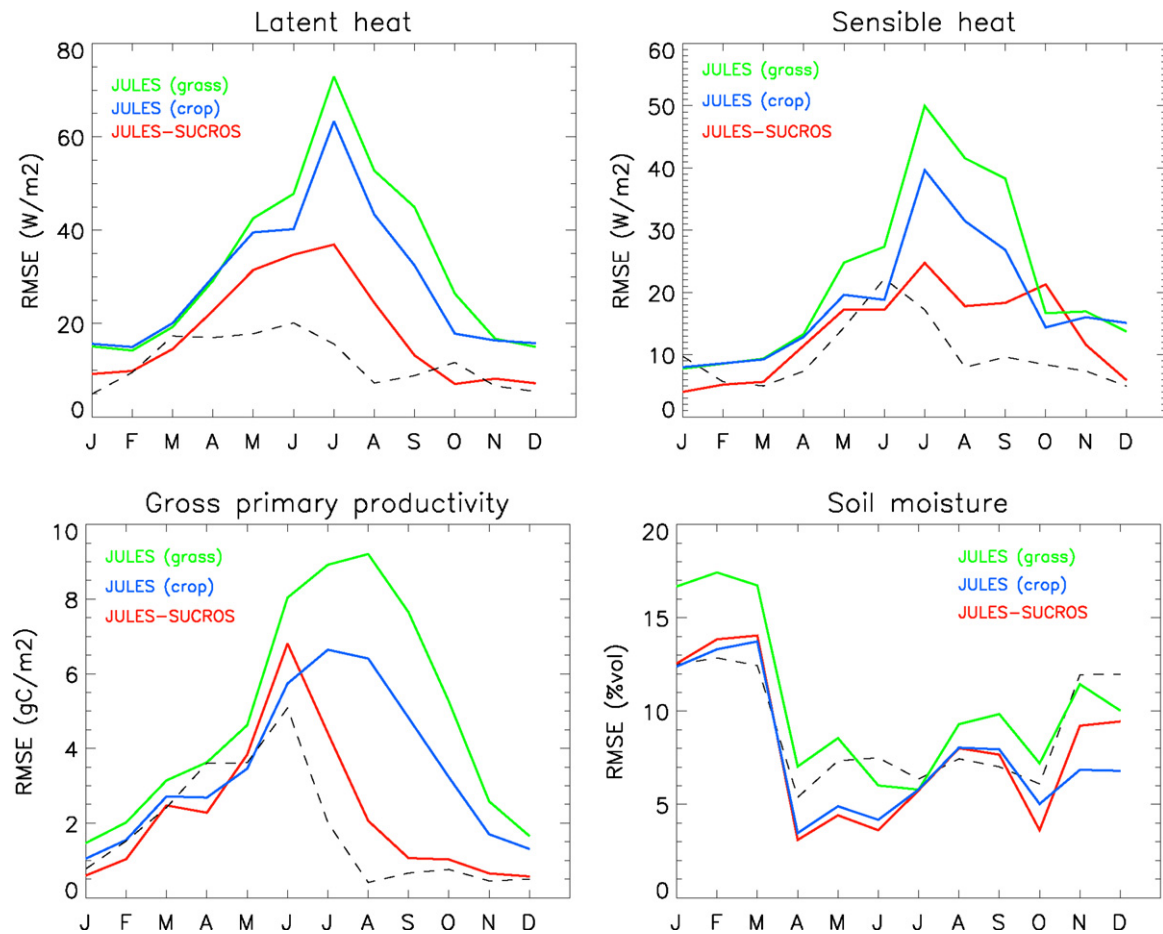 Latent heat
80
60
40
20
0
RMSE (W/m2)
JULES (grass)
JULES (crop)
JULES-SUCROS
J F M A M J J A S O N D
Sensible heat
60
50
40
30
20
10
0
RMSE (W/m2)
JULES (grass)
JULES (crop)
JULES-SUCROS
J F M A M J J A S O N D
Gross primary productivity
10
8
6
4
2
0
RMSE (gC/m2)
JULES (grass)
JULES (crop)
JULES-SUCROS
J F M A M J J A S O N D
Soil moisture
20
15
10
5
0
RMSE (%vol)
JULES (grass)
JULES (crop)
JULES-SUCROS
J F M A M J J A S O N D